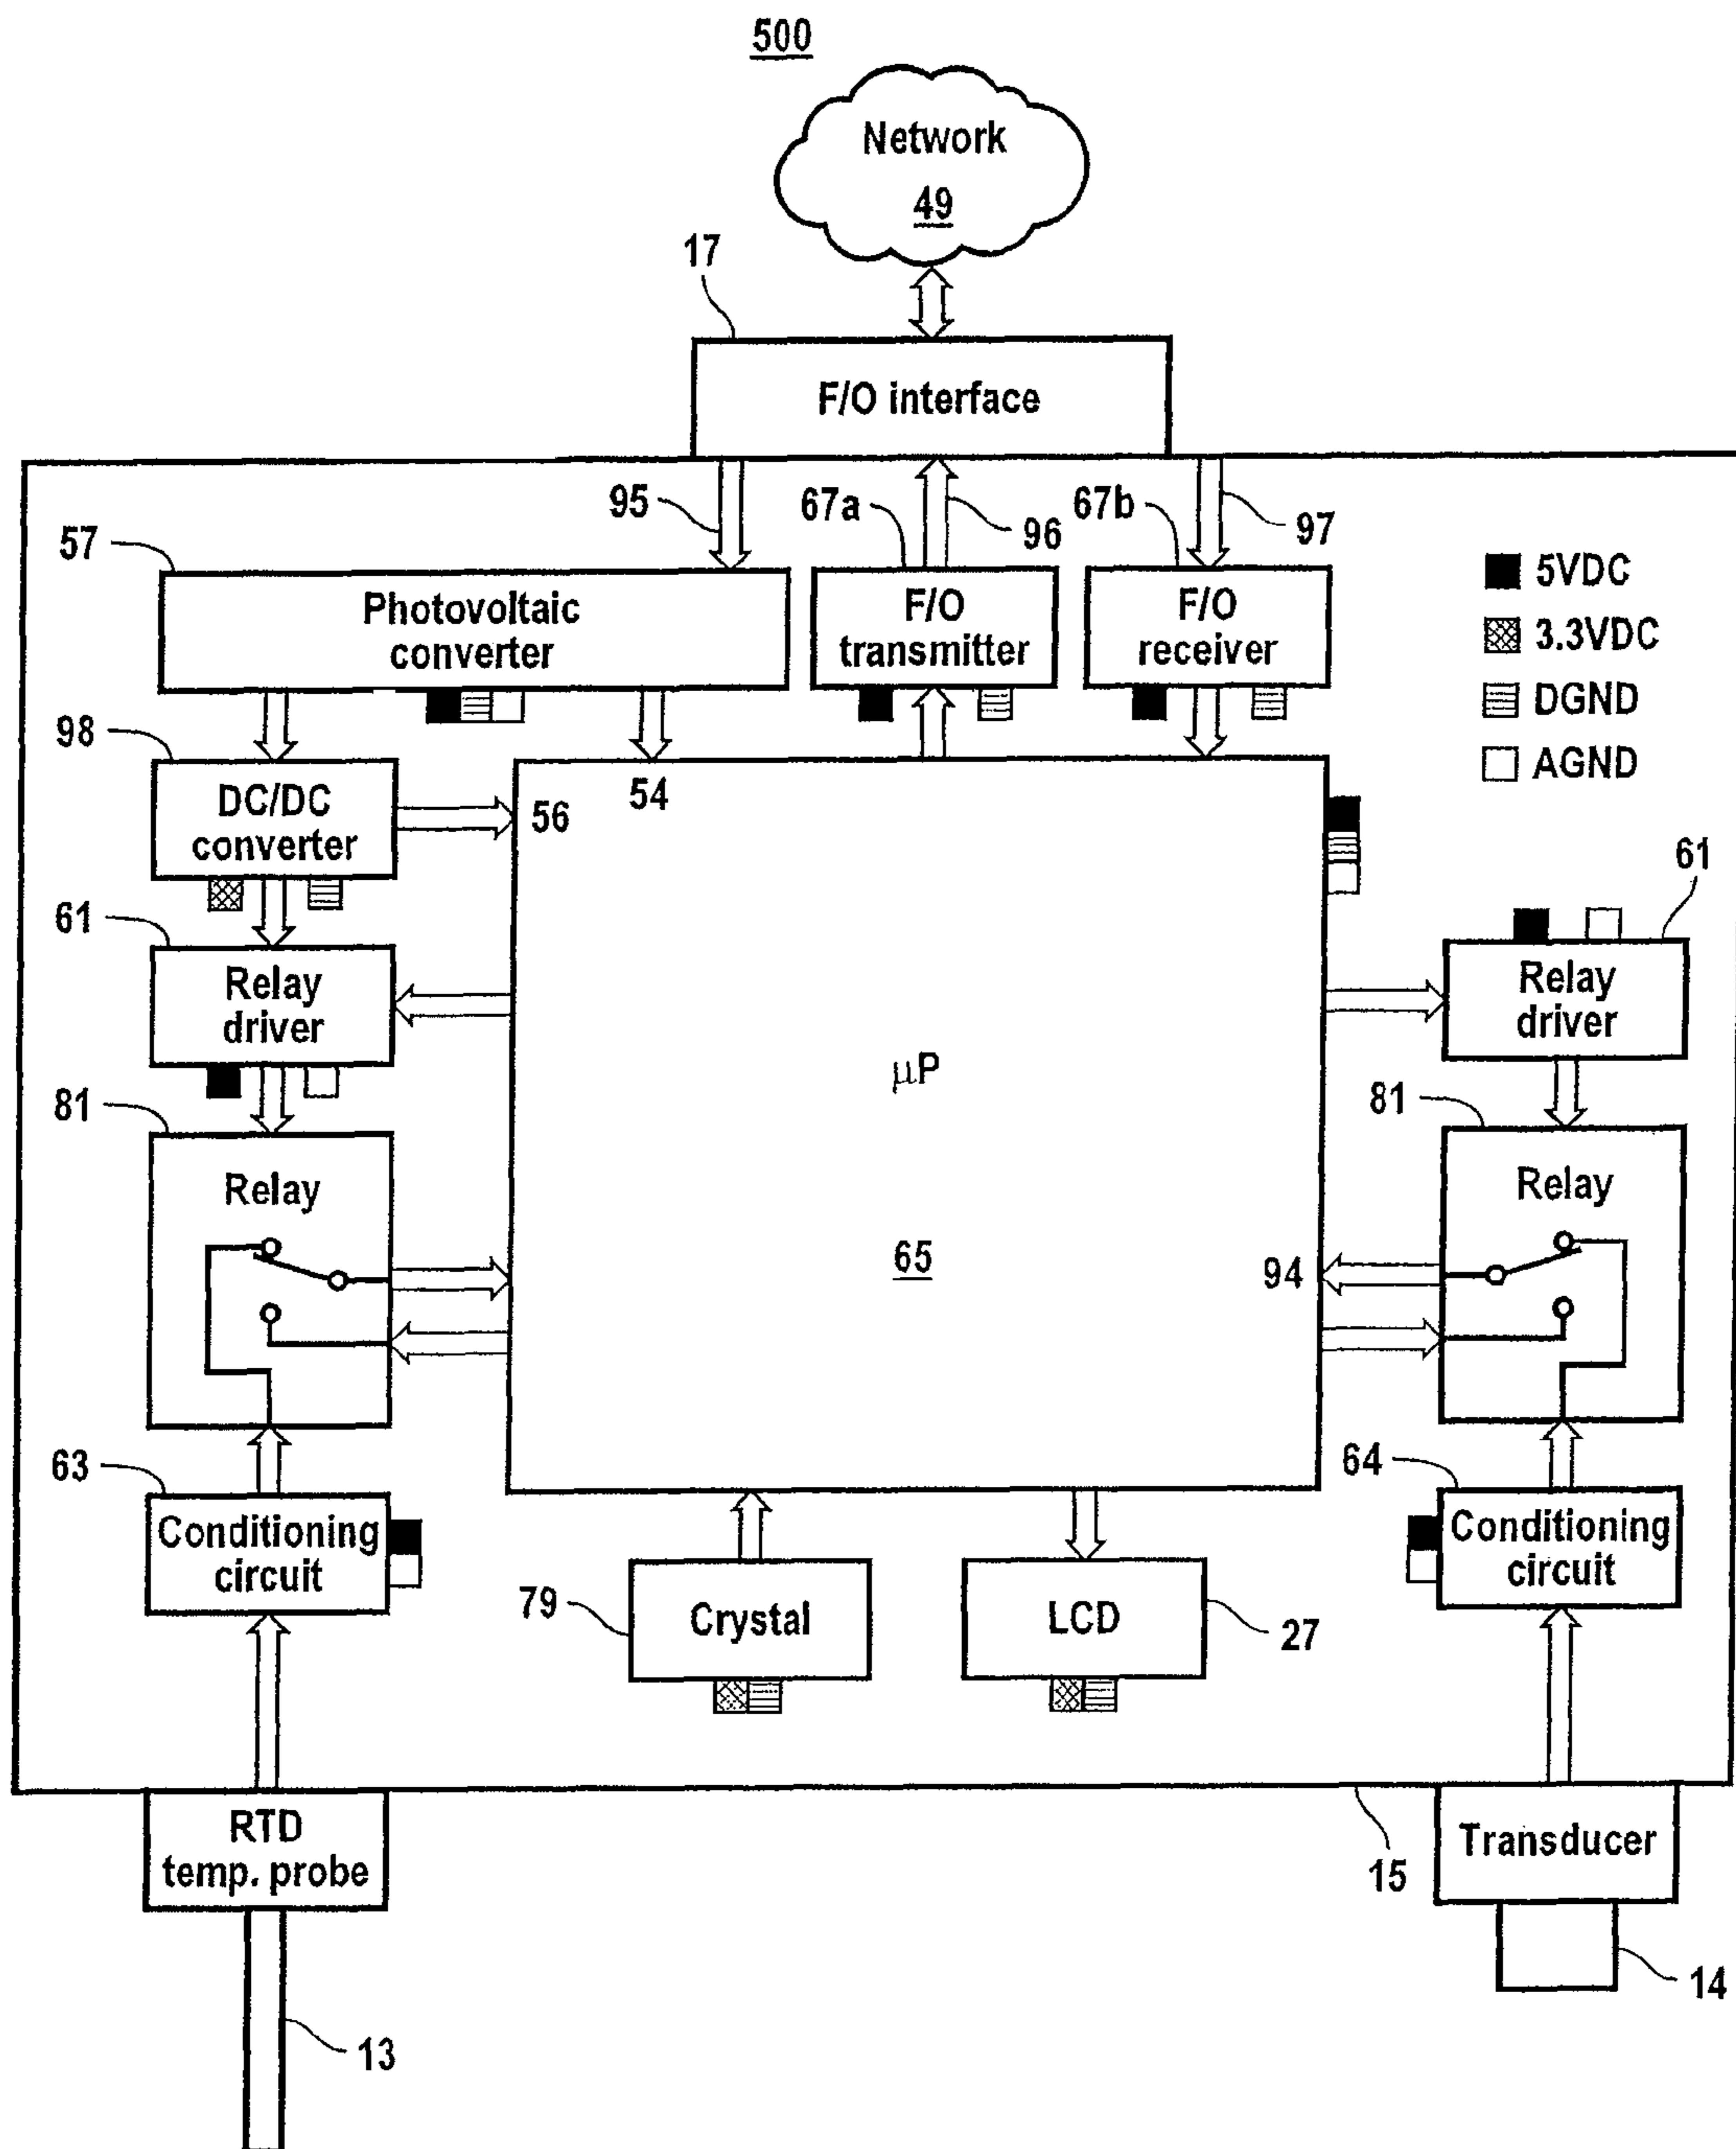 500
Network
49
17
F/O interface
95
67a
96
67b
97
57
Photovoltaic
converter
F/O
transmitter
F/O
receiver
5VDC
3.3VDC
DGND
AGND
98
DC/DC
converter
56
54
61
Relay
driver
61
Relay
driver
μP
81
Relay
81
Relay
65
94
63
Conditioning
circuit
64
Conditioning
circuit
79
Crystal
LCD
27
RTD
temp. probe
15
Transducer
14
13